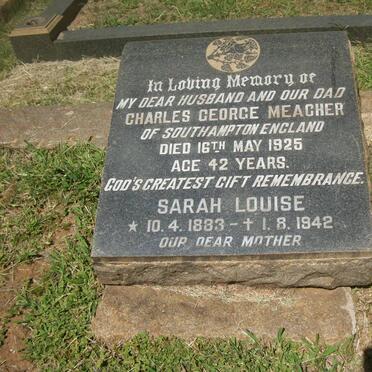 In Loving Memory of
MY DEAR HUSBAND AND OUR DAD
CHARLES GEORGE MEAGHER
OF SOUTHAMPTON ENGLAND
DIED 16TH MAY 1925
AGE 42 YEARS.
GOD'S GREATEST GIFT REMEMBRANCE.
SARAH LOUISE
★ 10.4.1883 - ✝ 1.8.1942
OUR DEAR MOTHER